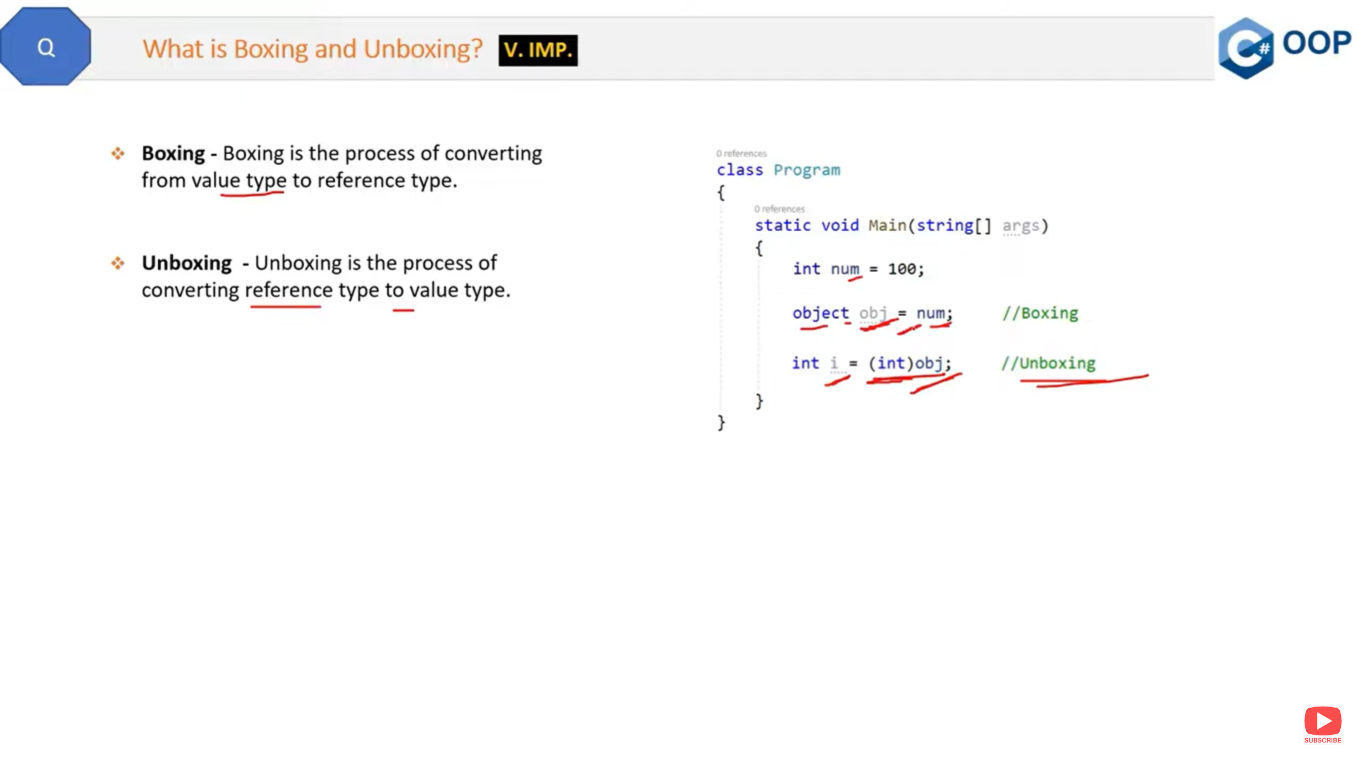 Q
What is Boxing and Unboxing?
V. IMP.
C#
OOP
❖ Boxing - Boxing is the process of converting
from value type to reference type.
❖ Unboxing - Unboxing is the process of
converting reference type to value type.
0 references
class Program
{
0 references
static void Main(string[] args)
{
int num = 100;
object obj = num; //Boxing
int i = (int)obj; //Unboxing
}
}
SUBSCRIBE